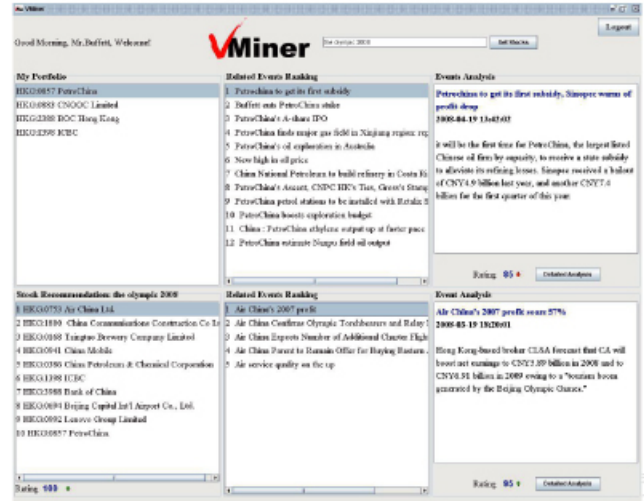 VMiner
Logout
Good Morning, Mr.Buffett, Welcome!
VMiner
the olympic 2008
Get Stocks
My Portfolio
HKG:0857 PetroChina
HKG:0883 CNOOC Limited
HKG:2388 BOC Hong Kong
HKG:1398 ICBC
Related Events Ranking
1 Petrochina to get its first subsidy
2 Buffett cuts PetroChina stake
3 PetroChina's A-share IPO
4 PetroChina finds major gas field in Xinjiang region: rep
5 PetroChina's oil exploration in Australia
6 New high in oil price
7 China National Petroleum to build refinery in Costa Ri
8 PetroChina's Ascent, CNPC HK's Ties, Gross's Stamp
9 PetroChina petrol stations to be installed with Retalix S
10 PetroChina boosts exploration budget
11 China : PetroChina ethylene output up at faster pace
12 PetroChina estimate Nanpu field oil output
Events Analysis
Petrochina to get its first subsidy, Sinopec warns of
profit drop
2008-04-19 13:42:02
it will be the first time for PetroChina, the largest listed
Chinese oil firm by capacity, to receive a state subsidy
to alleviate its refining losses. Sinopec received a bailout
of CNY4.9 billion last year, and another CNY7.4
billion for the first quarter of this year.
Rating 85
Detailed Analysis
Stock Recommendation: the olympic 2008
1 HKG:0753 Air China Ltd.
2 HKG:1800 China Communications Construction Co Lt
3 HKG:0168 Tsingtao Brewery Company Limited
4 HKG:0941 China Mobile
5 HKG:0386 China Petroleum & Chemical Corporation
6 HKG:1398 ICBC
7 HKG:3988 Bank of China
8 HKG:0694 Beijing Capital Int'l Airport Co., Ltd.
9 HKG:0992 Lenovo Group Limited
10 HKG:0857 PetroChina
Rating 100
Related Events Ranking
1 Air China's 2007 profit
2 Air China Confirms Olympic Torchbearers and Relay
3 Air China Expects Number of Additional Charter Fligh
4 Air China Parent to Remain Offer for Buying Eastern
5 Air service quality on the up
Event Analysis
Air China's 2007 profit soars 57%
2008-03-19 18:20:01
Hong Kong-based broker CLSA forecast that CA will
boost net earnings to CNY5.89 billion in 2008 and to
CNY6.91 billion in 2009 owing to a "tourism boom
generated by the Beijing Olympic Games."
Rating 95
Detailed Analysis